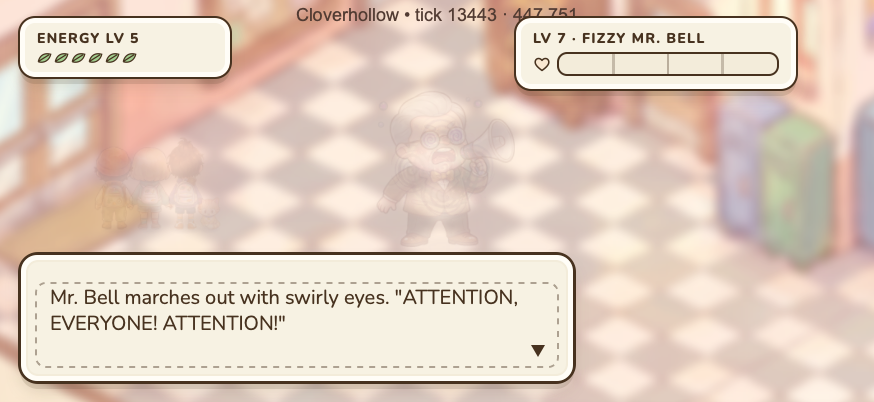 Cloverhollow • tick 13443 · 447,751
ENERGY LV 5
LV 7 · FIZZY MR. BELL
Mr. Bell marches out with swirly eyes. "ATTENTION,
EVERYONE! ATTENTION!"